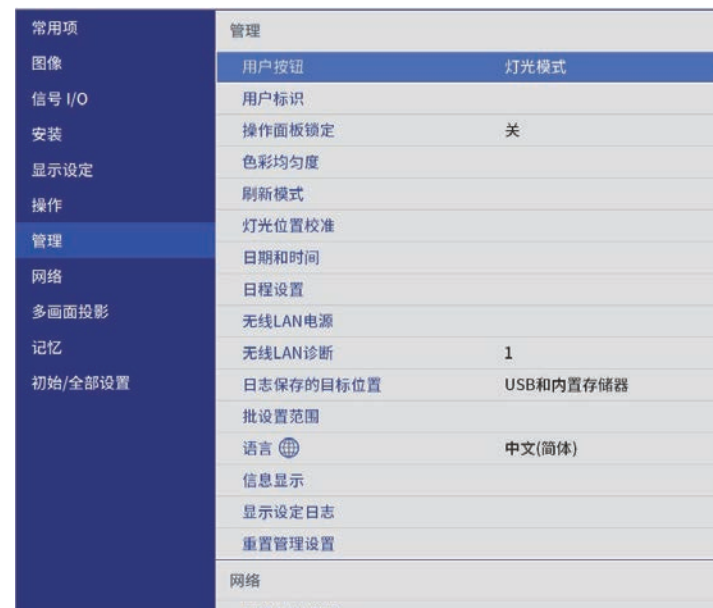 常用项
图像
信号 I/O
安装
显示设定
操作
管理
网络
多画面投影
记忆
初始/全部设置
管理
用户按钮 灯光模式
用户标识
操作面板锁定 关
色彩均匀度
刷新模式
灯光位置校准
日期和时间
日程设置
无线LAN电源
无线LAN诊断 1
日志保存的目标位置 USB和内置存储器
批设置范围
语言 中文(简体)
信息显示
显示设定日志
重置管理设置
网络